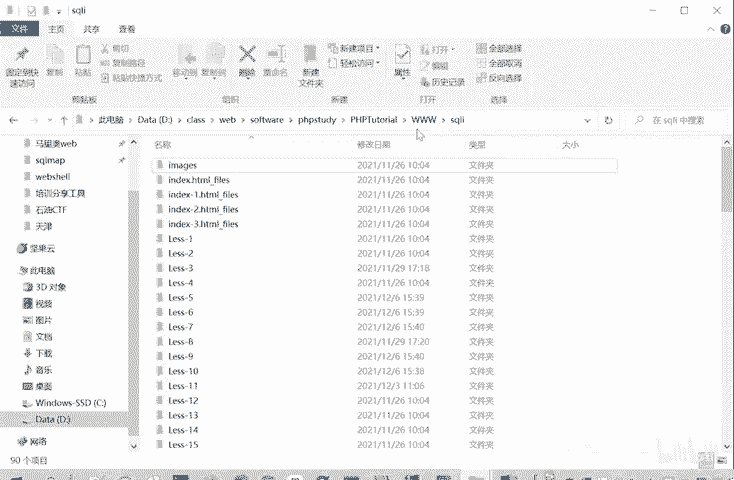 sqli
文件 主页 共享 查看
固定到快速访问 复制 粘贴 剪切 复制路径 粘贴快捷方式 移动到 复制到 删除 重命名 新建文件夹 新建项目 轻松访问 属性 打开 编辑 历史记录 全部选择 全部取消 反向选择
剪贴板 组织 新建 打开 选择
此电脑 › Data (D:) › class › web › software › phpstudy › PHPTutorial › WWW › sqli
在 sqli 中搜索
名称 修改日期 类型 大小
sqlmap
webshell
培训分享工具
石油CTF
天津
坚果云
此电脑
3D 对象
视频
图片
文档
下载
音乐
桌面
Windows-SSD (C:)
Data (D:)
网络
images 2021/11/26 10:04 文件夹
index.html_files 2021/11/26 10:04 文件夹
index-1.html_files 2021/11/26 10:04 文件夹
index-2.html_files 2021/11/26 10:04 文件夹
index-3.html_files 2021/11/26 10:04 文件夹
Less-1 2021/11/26 10:04 文件夹
Less-2 2021/11/26 10:04 文件夹
Less-3 2021/11/29 17:18 文件夹
Less-4 2021/11/26 10:04 文件夹
Less-5 2021/12/6 15:39 文件夹
Less-6 2021/12/6 15:39 文件夹
Less-7 2021/12/6 15:40 文件夹
Less-8 2021/11/29 17:20 文件夹
Less-9 2021/12/6 15:40 文件夹
Less-10 2021/12/6 15:38 文件夹
Less-11 2021/12/3 11:06 文件夹
Less-12 2021/11/26 10:04 文件夹
Less-13 2021/11/26 10:04 文件夹
Less-14 2021/11/26 10:04 文件夹
Less-15 2021/11/26 10:04 文件夹
90 个项目